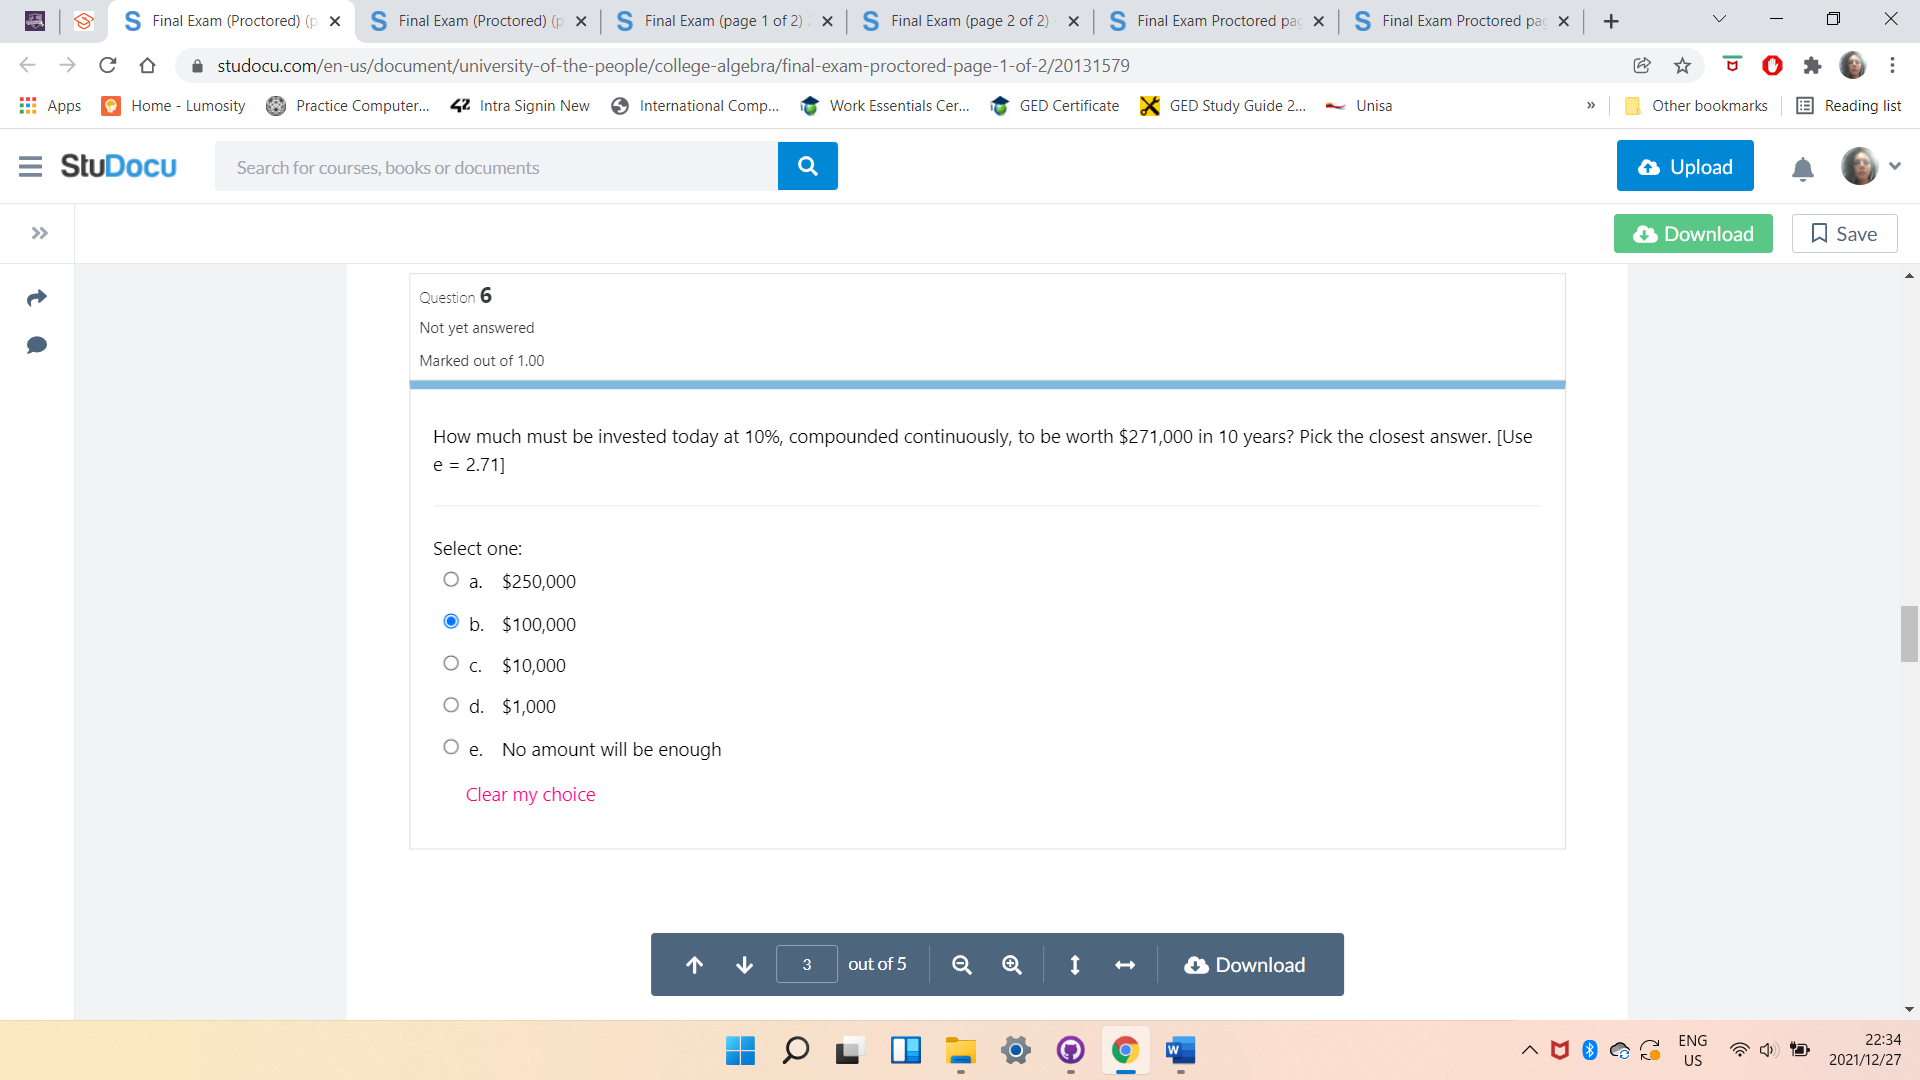 Final Exam (Proctored) (p
Final Exam (Proctored) (p
Final Exam (page 1 of 2)
Final Exam (page 2 of 2) -
Final Exam Proctored pag
Final Exam Proctored pag
studocu.com/en-us/document/university-of-the-people/college-algebra/final-exam-proctored-page-1-of-2/20131579
Apps
Home - Lumosity
Practice Computer...
42 Intra Signin New
International Comp...
Work Essentials Cer...
GED Certificate
GED Study Guide 2...
Unisa
»
Other bookmarks
Reading list
StuDocu
Search for courses, books or documents
Upload
Download
Save
Question 6
Not yet answered
Marked out of 1.00
How much must be invested today at 10%, compounded continuously, to be worth $271,000 in 10 years? Pick the closest answer. [Use
e = 2.71]
Select one:
a. $250,000
b. $100,000
c. $10,000
d. $1,000
e. No amount will be enough
Clear my choice
3 out of 5
Download
ENG
US
22:34
2021/12/27